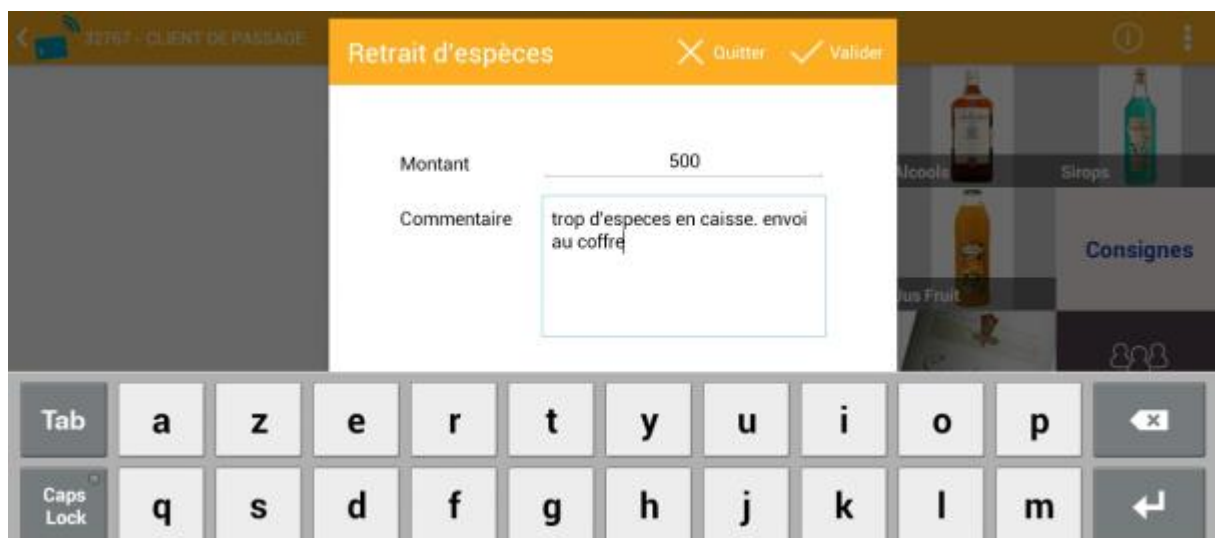 32767 - CLIENT DE PASSAGE
Retrait d'espèces
Quitter
Valider
Montant
500
Commentaire
trop d'especes en caisse. envoi
au coffre
Alcools
Sirops
Jus Fruit
Consignes
Tab
a
z
e
r
t
y
u
i
o
p
Caps
Lock
q
s
d
f
g
h
j
k
l
m